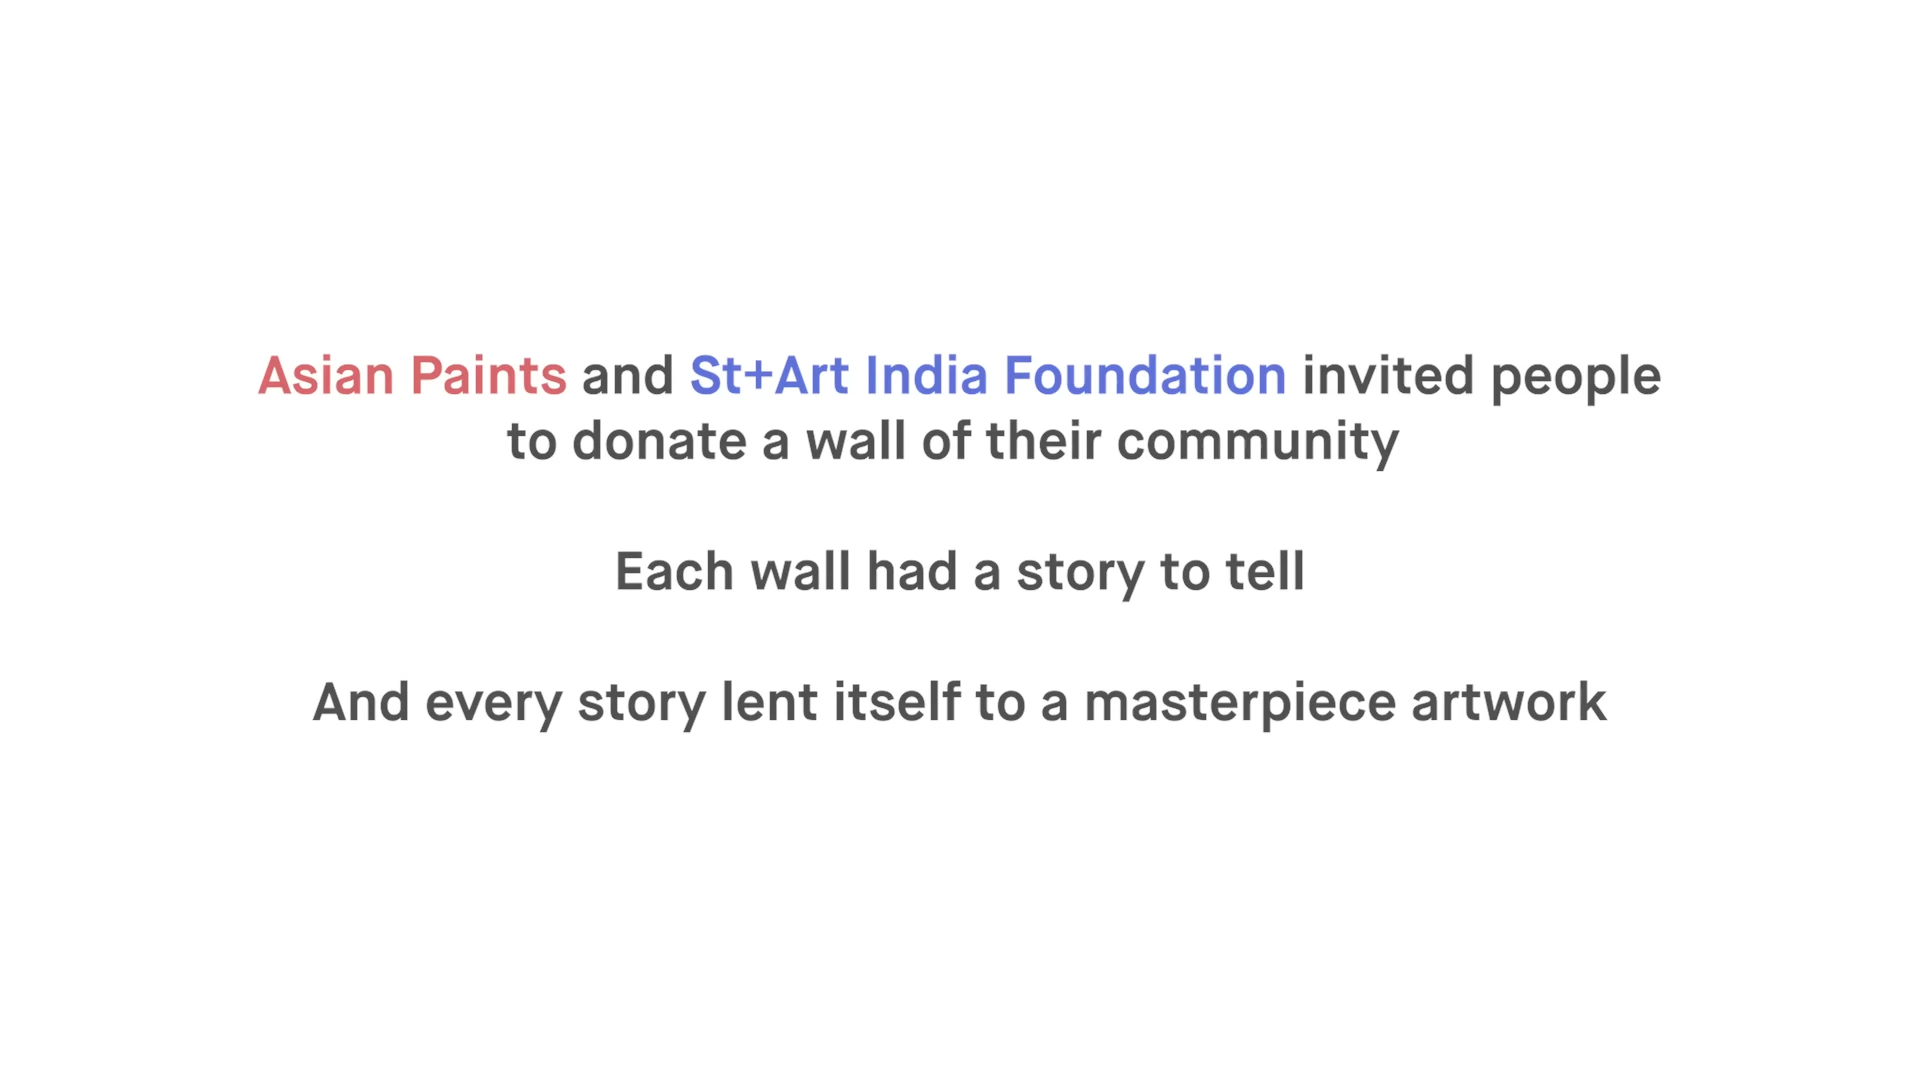 Asian Paints and St+Art India Foundation invited people
to donate a wall of their community
Each wall had a story to tell
And every story lent itself to a masterpiece artwork